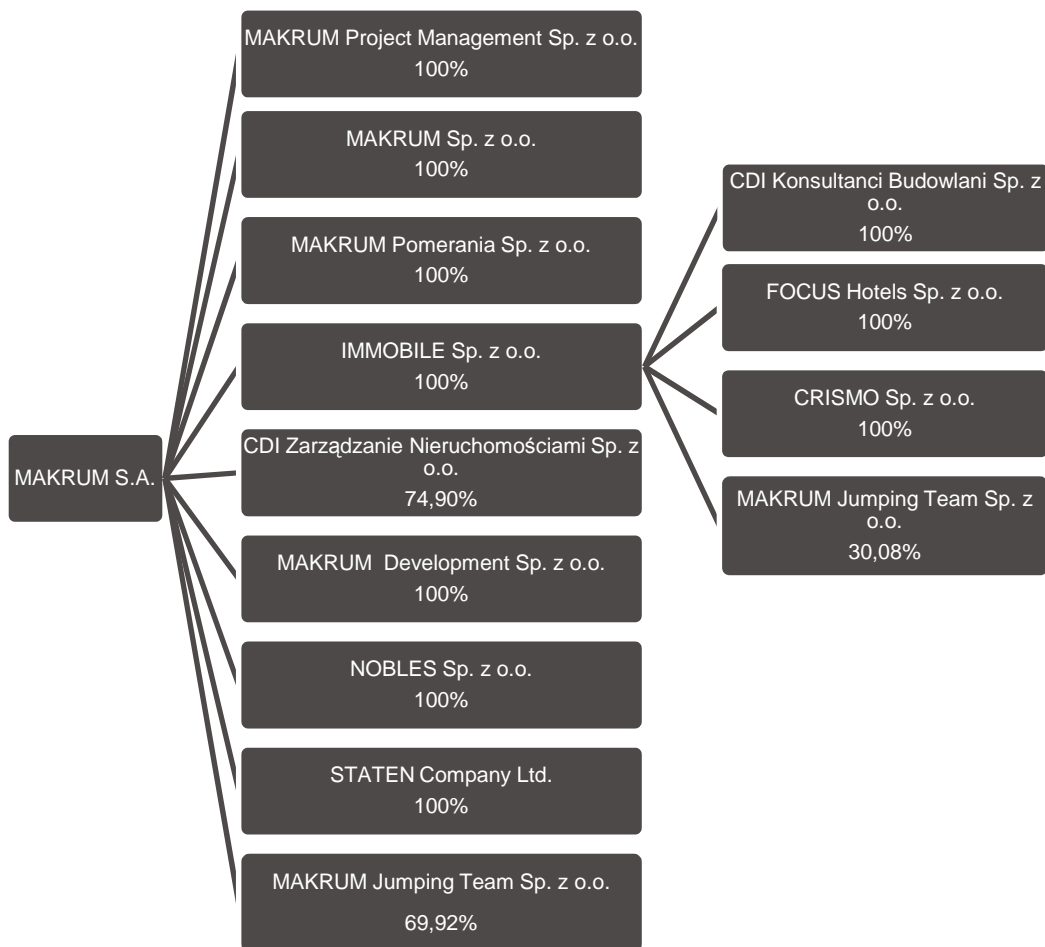 MAKRUM S.A.
MAKRUM Project Management Sp. z o.o.
100%
MAKRUM Sp. z o.o.
100%
MAKRUM Pomerania Sp. z o.o.
100%
IMMOBILE Sp. z o.o.
100%
CDI Zarządzanie Nieruchomościami Sp. z
o.o.
74,90%
MAKRUM  Development Sp. z o.o.
100%
NOBLES Sp. z o.o.
100%
STATEN Company Ltd.
100%
MAKRUM Jumping Team Sp. z o.o.
69,92%
CDI Konsultanci Budowlani Sp. z
o.o.
100%
FOCUS Hotels Sp. z o.o.
100%
CRISMO Sp. z o.o.
100%
MAKRUM Jumping Team Sp. z
o.o.
30,08%